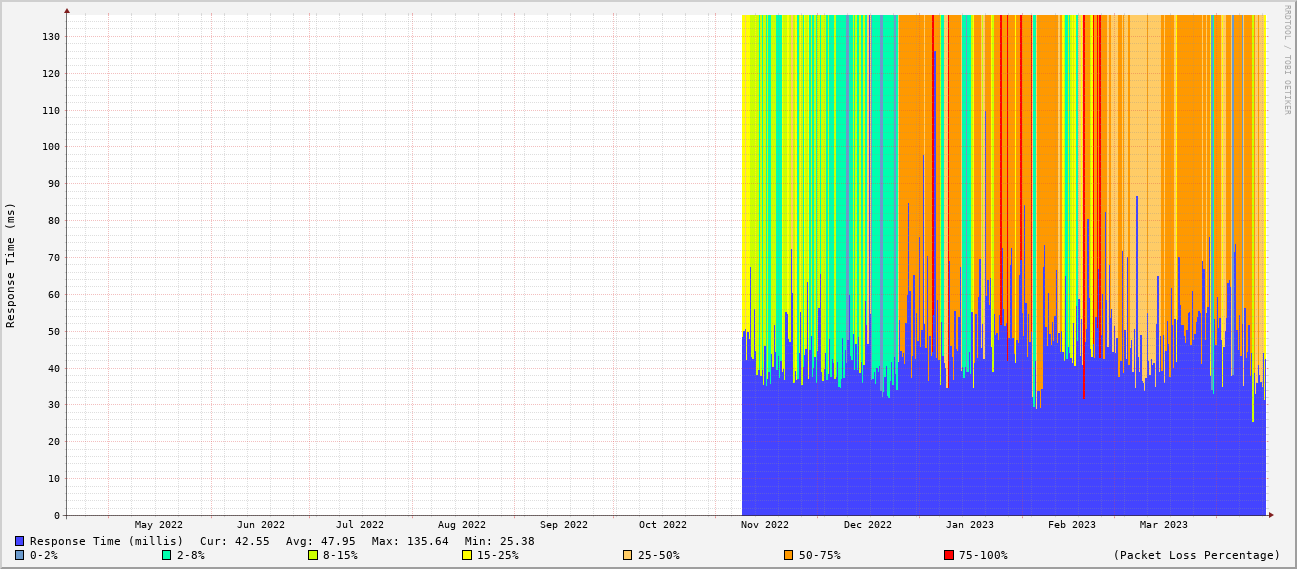 RRDTOOL / TOBI OETIKER
Response Time (ms)
130
120
110
100
90
80
70
60
50
40
30
20
10
0
May 2022 Jun 2022 Jul 2022 Aug 2022 Sep 2022 Oct 2022 Nov 2022 Dec 2022 Jan 2023 Feb 2023 Mar 2023
Response Time (millis) Cur: 42.55 Avg: 47.95 Max: 135.64 Min: 25.38
0-2% 2-8% 8-15% 15-25% 25-50% 50-75% 75-100% (Packet Loss Percentage)